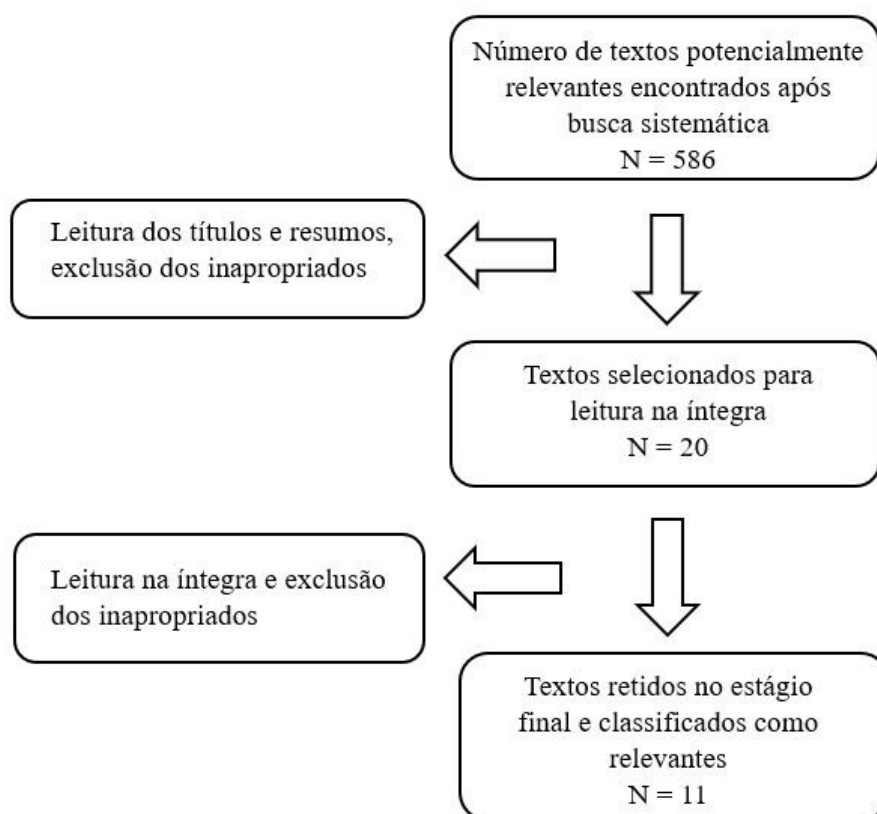 Número de textos potencialmente
relevantes encontrados após
busca sistemática
N = 586
Leitura dos títulos e resumos,
exclusão dos inapropriados
Textos selecionados para
leitura na íntegra
N = 20
Leitura na íntegra e exclusão
dos inapropriados
Textos retidos no estágio
final e classificados como
relevantes
N = 11